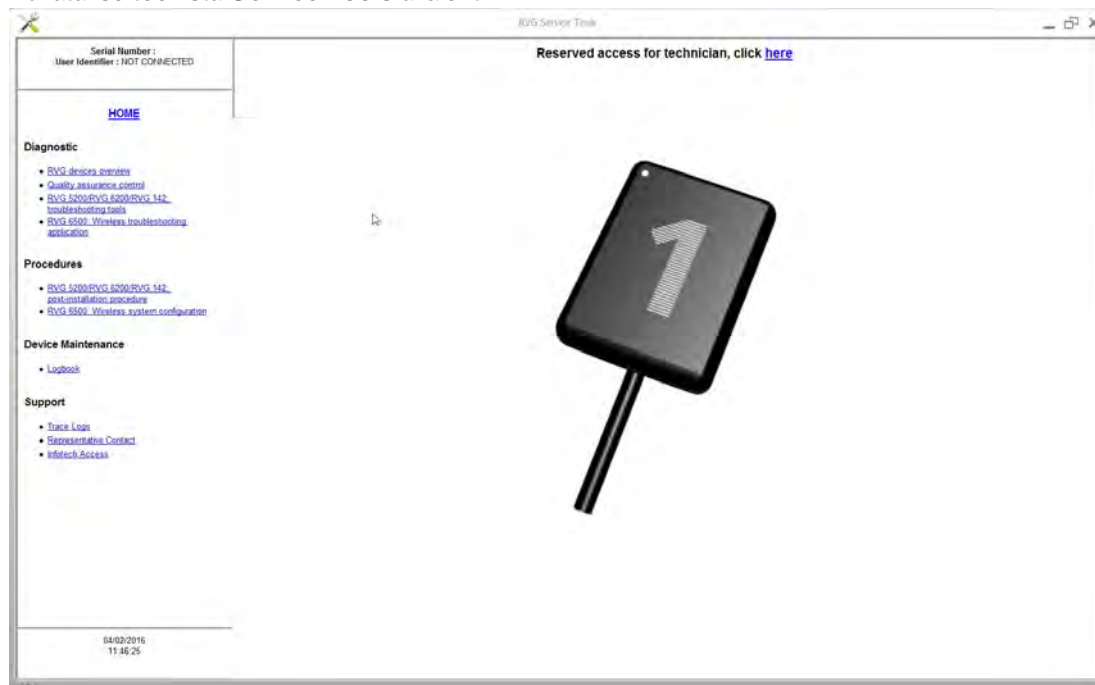 RVG Service Tools
Serial Number :
User Identifier : NOT CONNECTED
Reserved access for technician, click here
HOME
Diagnostic
RVG devices overview
Quality assurance control
RVG 5200/RVG 6200/RVG 142:
troubleshooting tools
RVG 6500: Wireless troubleshooting
application
Procedures
RVG 5200/RVG 6200/RVG 142:
post-installation procedure
RVG 6500: Wireless system configuration
Device Maintenance
Logbook
Support
Trace Logs
Representative Contact
Infotech Access
1
04/02/2016
11:46:25